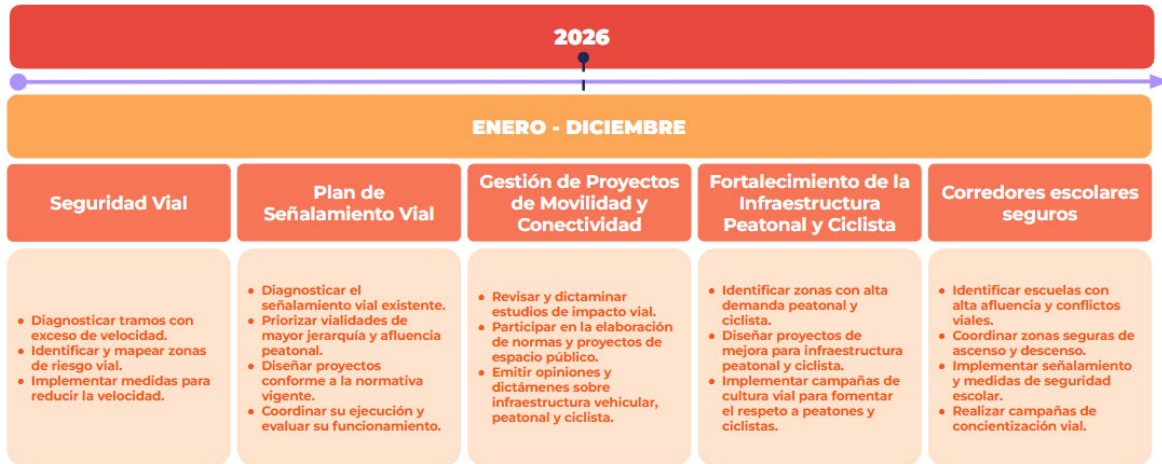 2026
ENERO - DICIEMBRE
Seguridad Vial
● Diagnosticar tramos con
exceso de velocidad.
● Identificar y mapear zonas
de riesgo vial.
● Implementar medidas para
reducir la velocidad.
Plan de
Señalamiento Vial
● Diagnosticar el
señalamiento vial existente.
● Priorizar vialidades de
mayor jerarquía y afluencia
peatonal.
● Diseñar proyectos
conforme a la normativa
vigente.
● Coordinar su ejecución y
evaluar su funcionamiento.
Gestión de Proyectos
de Movilidad y
Conectividad
● Revisar y dictaminar
estudios de impacto vial.
● Participar en la elaboración
de normas y proyectos de
espacio público.
● Emitir opiniones y
dictámenes sobre
infraestructura vehicular,
peatonal y ciclista.
Fortalecimiento de la
Infraestructura
Peatonal y Ciclista
● Identificar zonas con alta
demanda peatonal y
ciclista.
● Diseñar proyectos de
mejora para infraestructura
peatonal y ciclista.
● Implementar campañas de
cultura vial para fomentar
el respeto a peatones y
ciclistas.
Corredores escolares
seguros
● Identificar escuelas con
alta afluencia y conflictos
viales.
● Coordinar zonas seguras de
ascenso y descenso.
● Implementar señalamiento
y medidas de seguridad
escolar.
● Realizar campañas de
concientización vial.